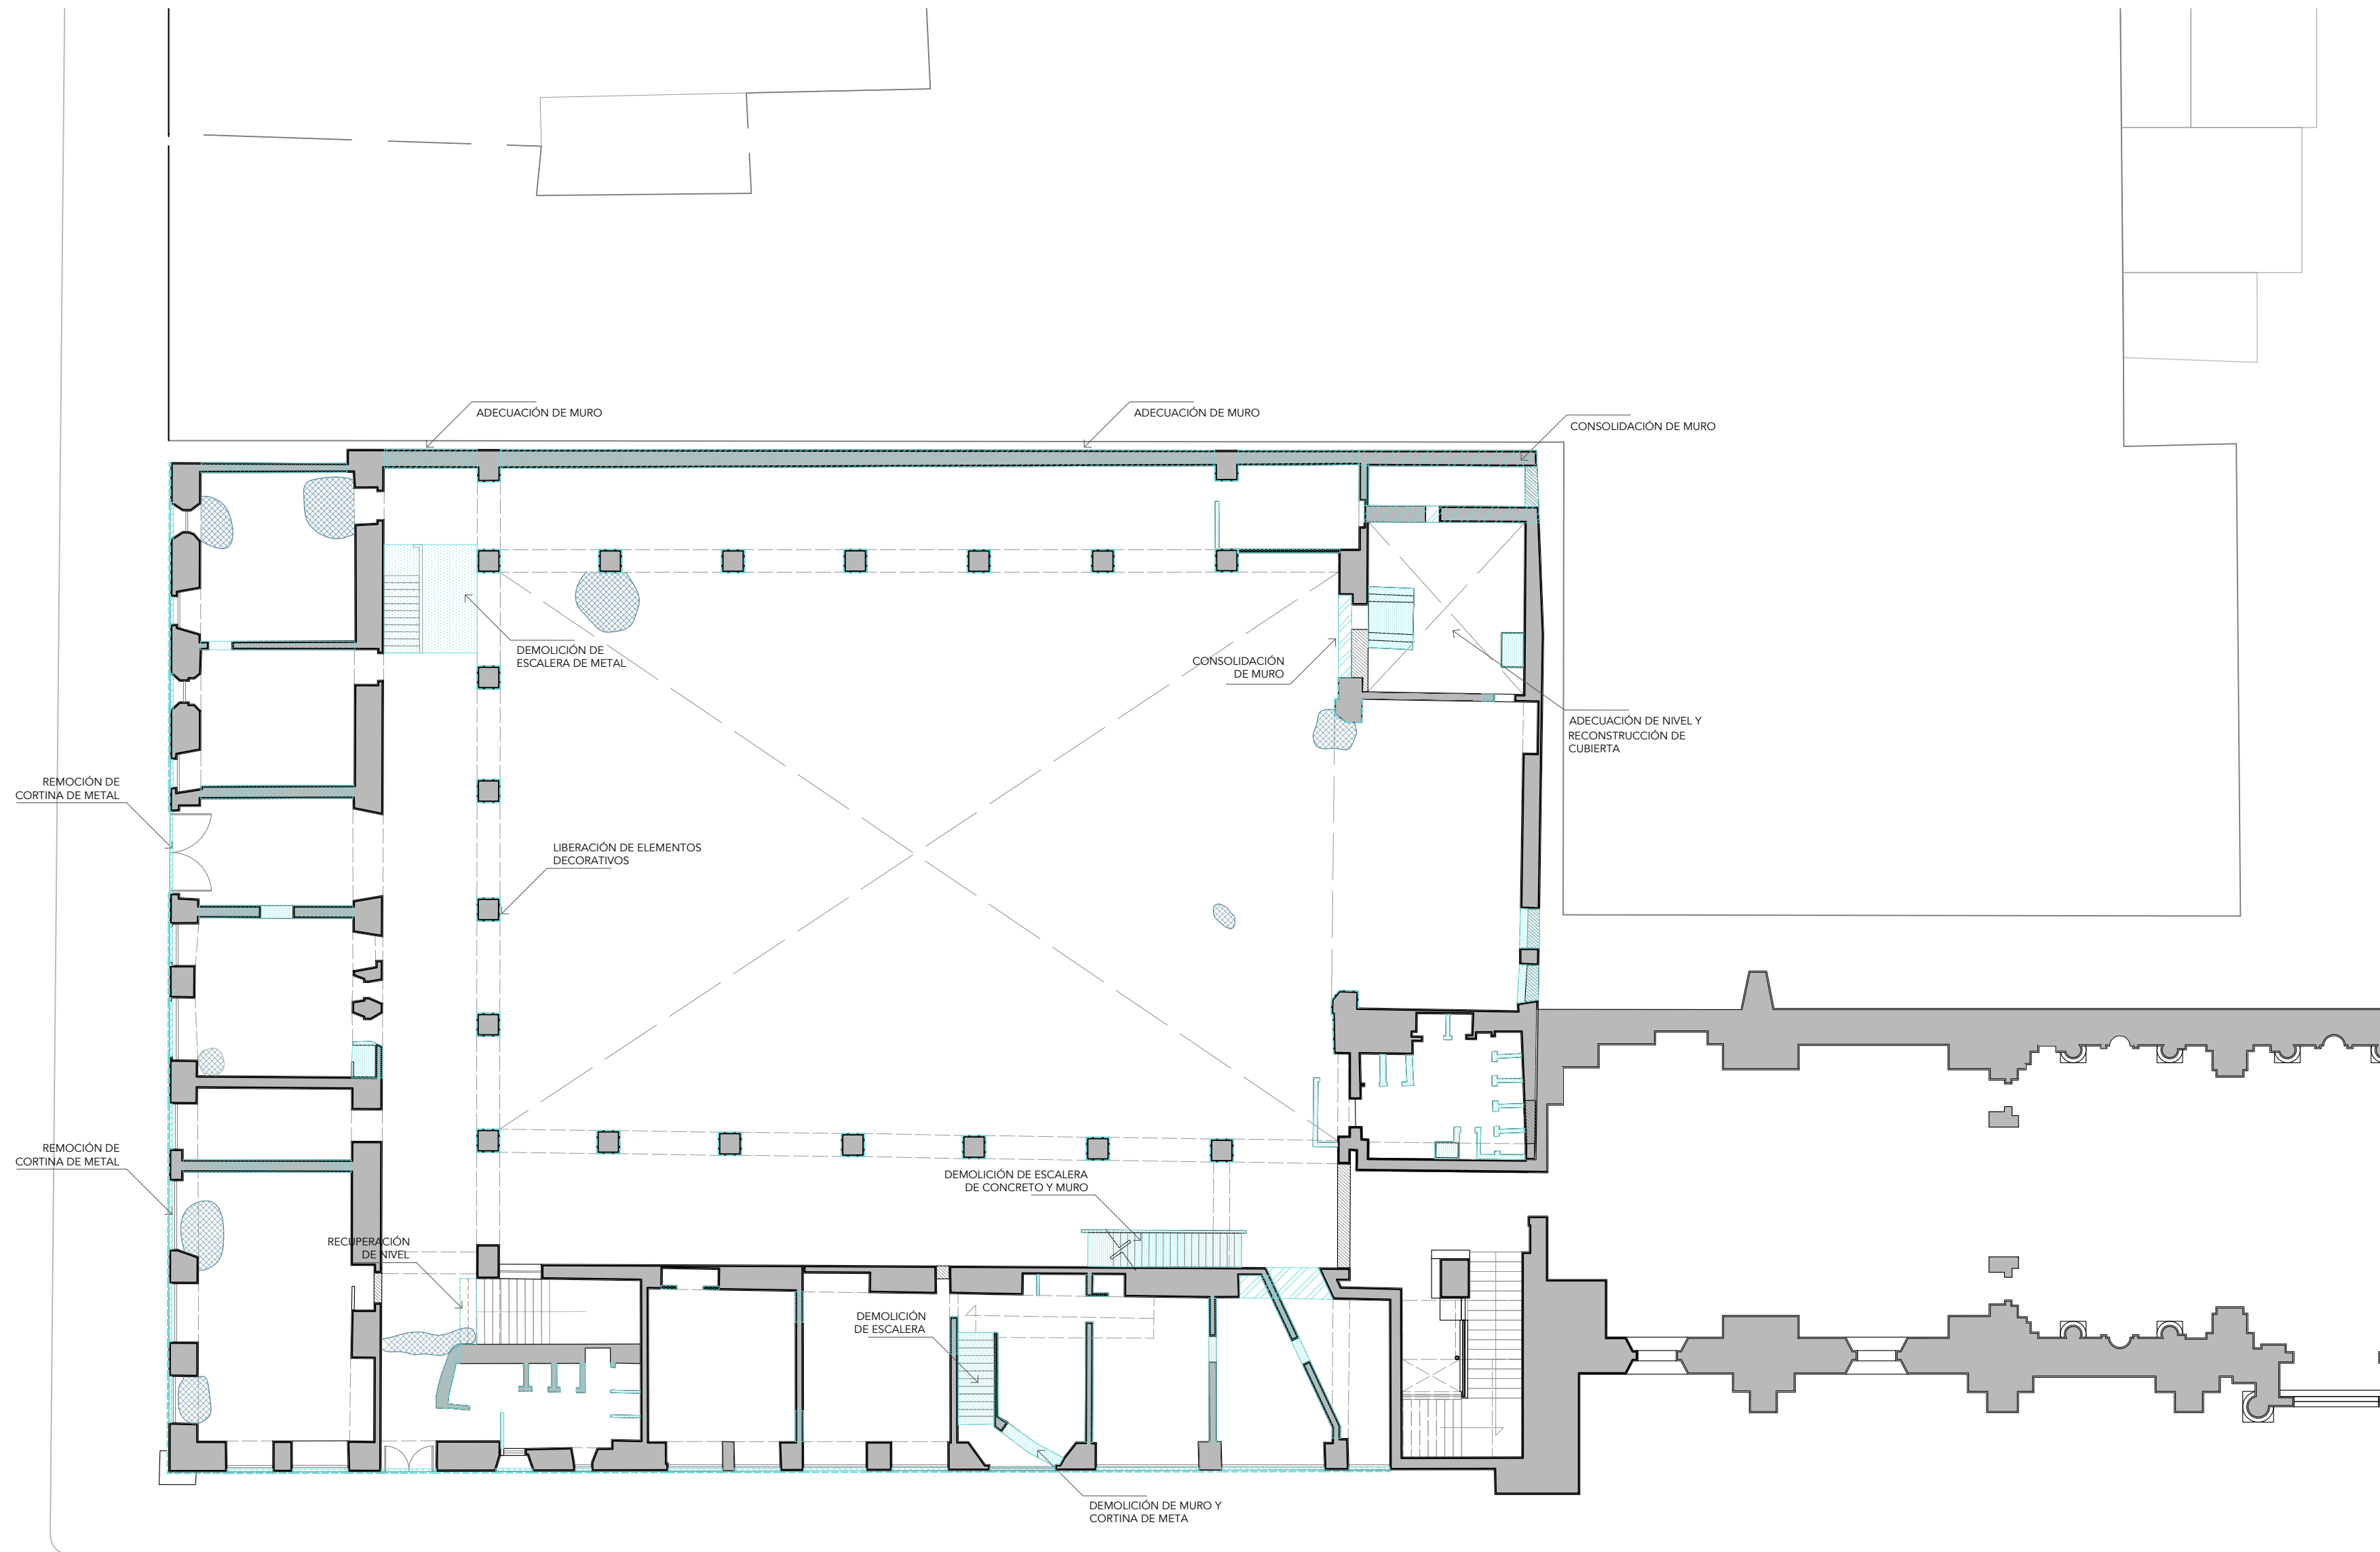 ADECUACIÓN DE MURO
ADECUACIÓN DE MURO
CONSOLIDACIÓN DE MURO
DEMOLICIÓN DE
ESCALERA DE METAL
CONSOLIDACIÓN
DE MURO
ADECUACIÓN DE NIVEL Y
RECONSTRUCCIÓN DE
CUBIERTA
REMOCIÓN DE
CORTINA DE METAL
LIBERACIÓN DE ELEMENTOS
DECORATIVOS
REMOCIÓN DE
CORTINA DE METAL
DEMOLICIÓN DE ESCALERA
DE CONCRETO Y MURO
RECUPERACIÓN
DE NIVEL
DEMOLICIÓN
DE ESCALERA
DEMOLICIÓN DE MURO Y
CORTINA DE META